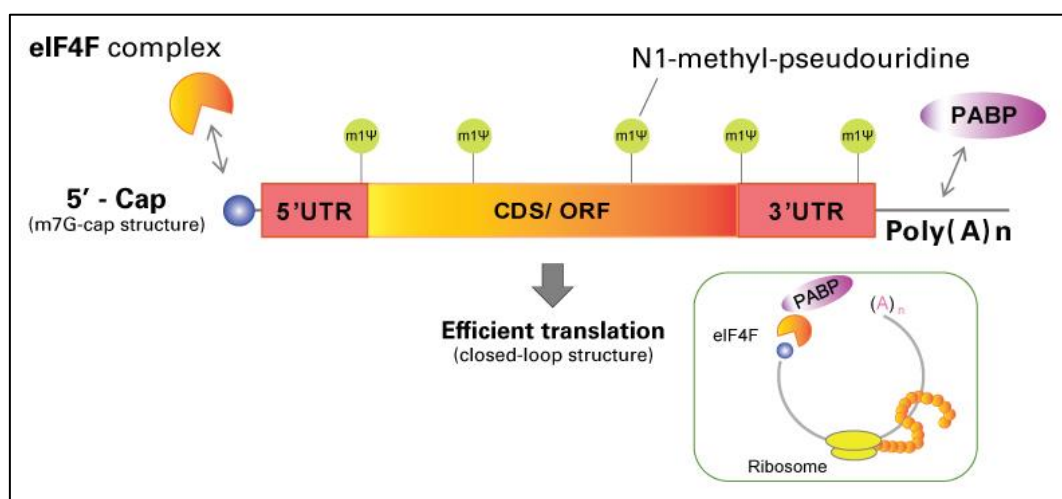 eIF4F complex
N1-methyl-pseudouridine
PABP
m1Ψ
m1Ψ
m1Ψ
m1Ψ
m1Ψ
5′ - Cap
(m7G-cap structure)
5'UTR
CDS/ ORF
3'UTR
Poly(A)n
Efficient translation
(closed-loop structure)
PABP
(A)n
eIF4F
Ribosome